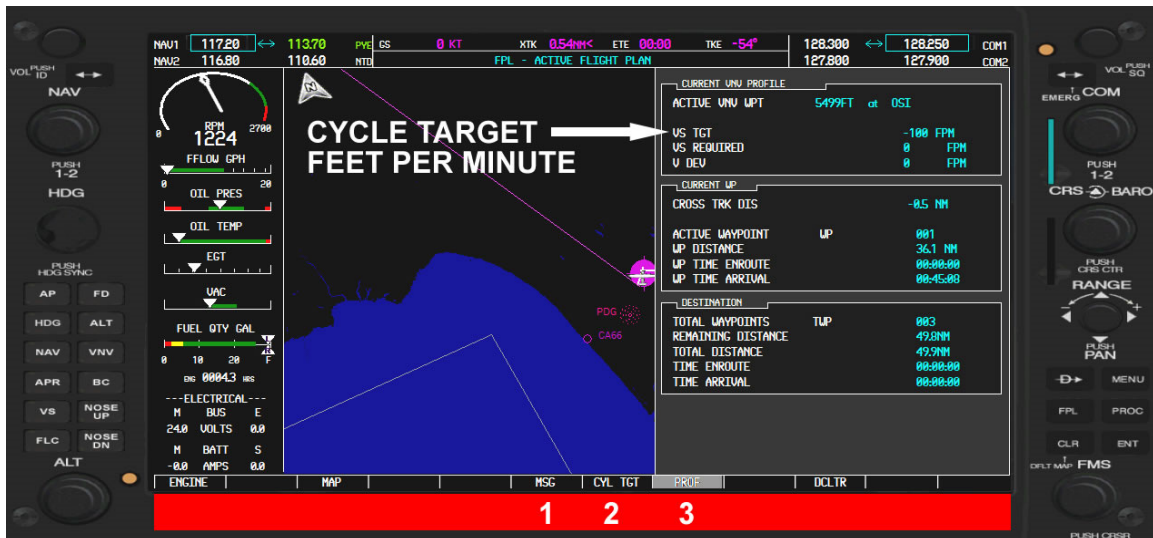 NAV1 117.20 ↔ 113.70 PYE GS 0 KT XTK 0.54NM< ETE 00:00 TKE -54° 128.300 ↔ 128.250 COM1
NAV2 116.80 110.60 NTD FPL - ACTIVE FLIGHT PLAN 127.800 127.900 COM2
VOL PUSH ID
NAV
PUSH
1-2
HDG
PUSH
HDG SYNC
AP FD
HDG ALT
NAV VNV
APR BC
VS NOSE UP
FLC NOSE DN
ALT
0 RPM 2700
1224
FFLOW GPH
0 20
OIL PRES
OIL TEMP
EGT
VAC
FUEL QTY GAL
0 10 20 F
ENG 0004.3 HRS
---ELECTRICAL---
M BUS E
24.0 VOLTS 0.0
M BATT S
-0.0 AMPS 0.0
N
CYCLE TARGET
FEET PER MINUTE
PDG
CA66
CURRENT VNV PROFILE
ACTIVE VNV WPT 5499FT at OSI
VS TGT -100 FPM
VS REQUIRED 0 FPM
V DEV 0 FPM
CURRENT WP
CROSS TRK DIS -0.5 NM
ACTIVE WAYPOINT WP 001
WP DISTANCE 36.1 NM
WP TIME ENROUTE 00:00:00
WP TIME ARRIVAL 00:45:08
DESTINATION
TOTAL WAYPOINTS TWP 003
REMAINING DISTANCE 49.8NM
TOTAL DISTANCE 49.9NM
TIME ENROUTE 00:00:00
TIME ARRIVAL 00:00:00
ENGINE MAP MSG CYL TGT PROF DCLTR
1 2 3
VOL PUSH SQ
EMERG COM
PUSH
1-2
CRS BARO
PUSH
CRS CTR
RANGE
- +
PUSH
PAN
D MENU
FPL PROC
CLR ENT
DFLT MAP FMS
PUSH CRSR